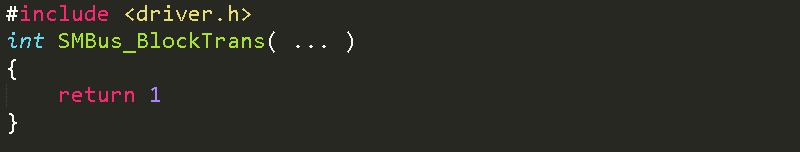 #include <driver.h>
int SMBus_BlockTrans( ... )
{
    return 1
}